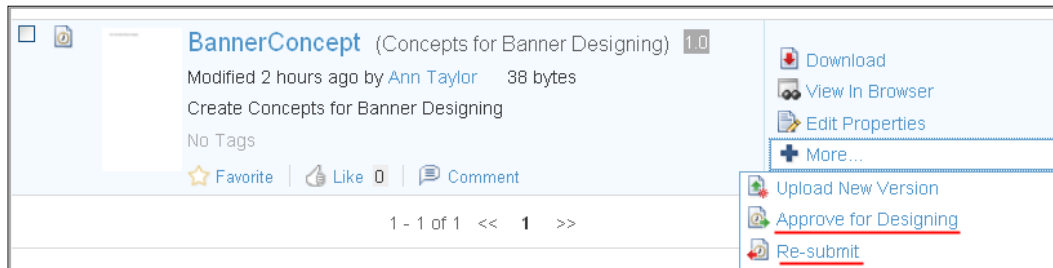 BannerConcept (Concepts for Banner Designing) 1.0
Modified 2 hours ago by Ann Taylor 38 bytes
Create Concepts for Banner Designing
No Tags
Favorite Like 0 Comment
1 - 1 of 1 << 1 >>
Download
View In Browser
Edit Properties
More...
Upload New Version
Approve for Designing
Re-submit